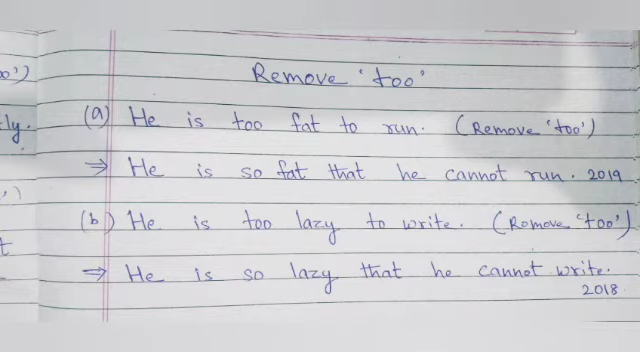 Remove 'too'
(a) He is too fat to run. (Remove 'too')
⇒ He is so fat that he cannot run. 2019
(b) He is too lazy to write. (Romove 'too')
⇒ He is so lazy that he cannot write.
2018